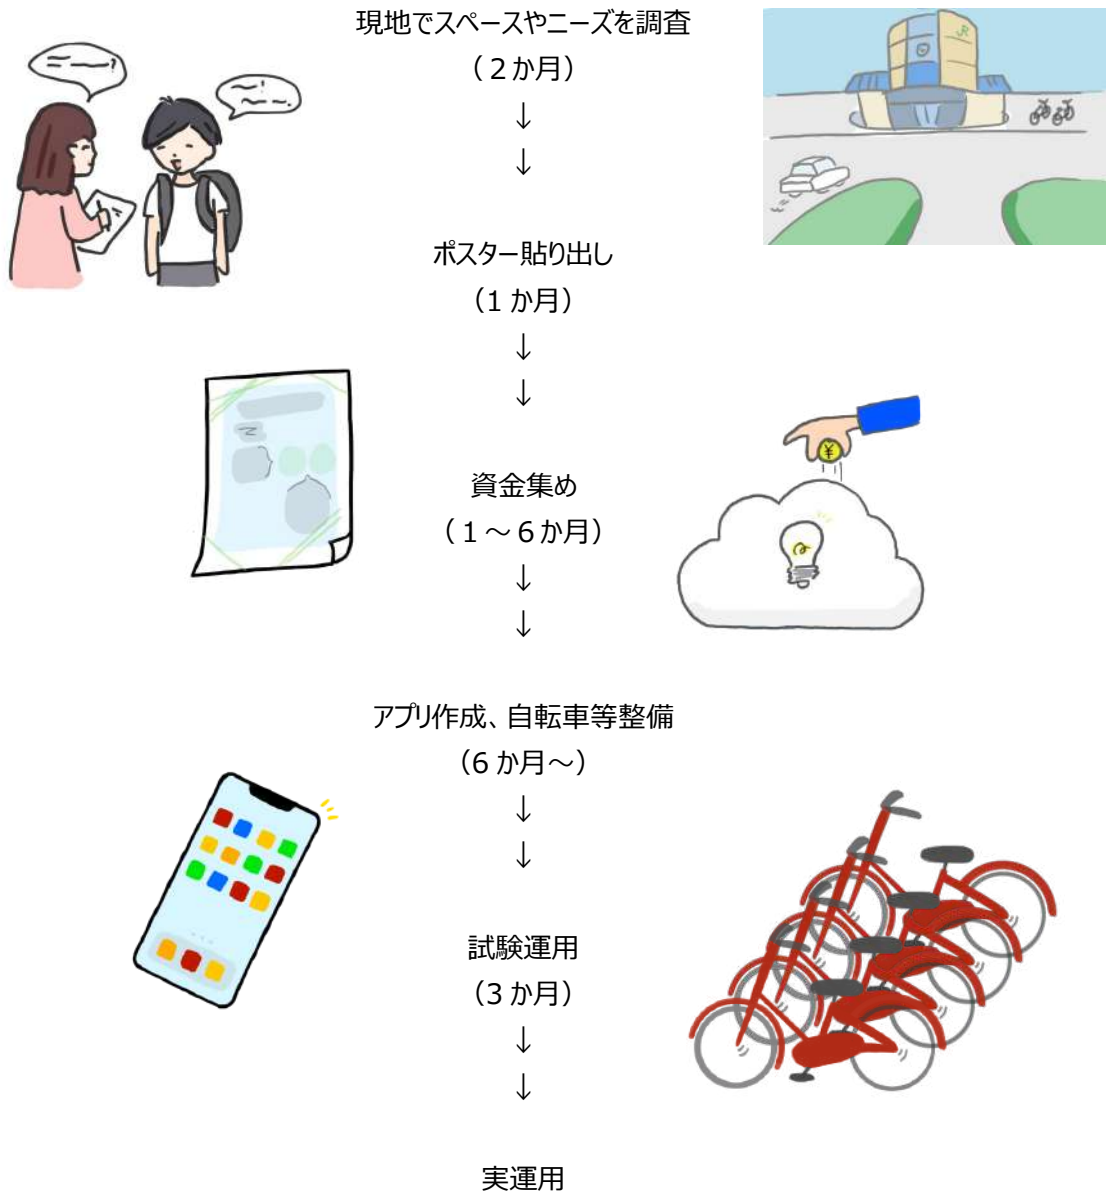 現地でスペースやニーズを調査
（２か月）
↓
↓
ポスター貼り出し
（1 か月）
↓
↓
資金集め
（１～６か月）
↓
↓
アプリ作成、自転車等整備
（6 か月～）
↓
↓
試験運用
（3 か月）
↓
↓
実運用
JR
¥